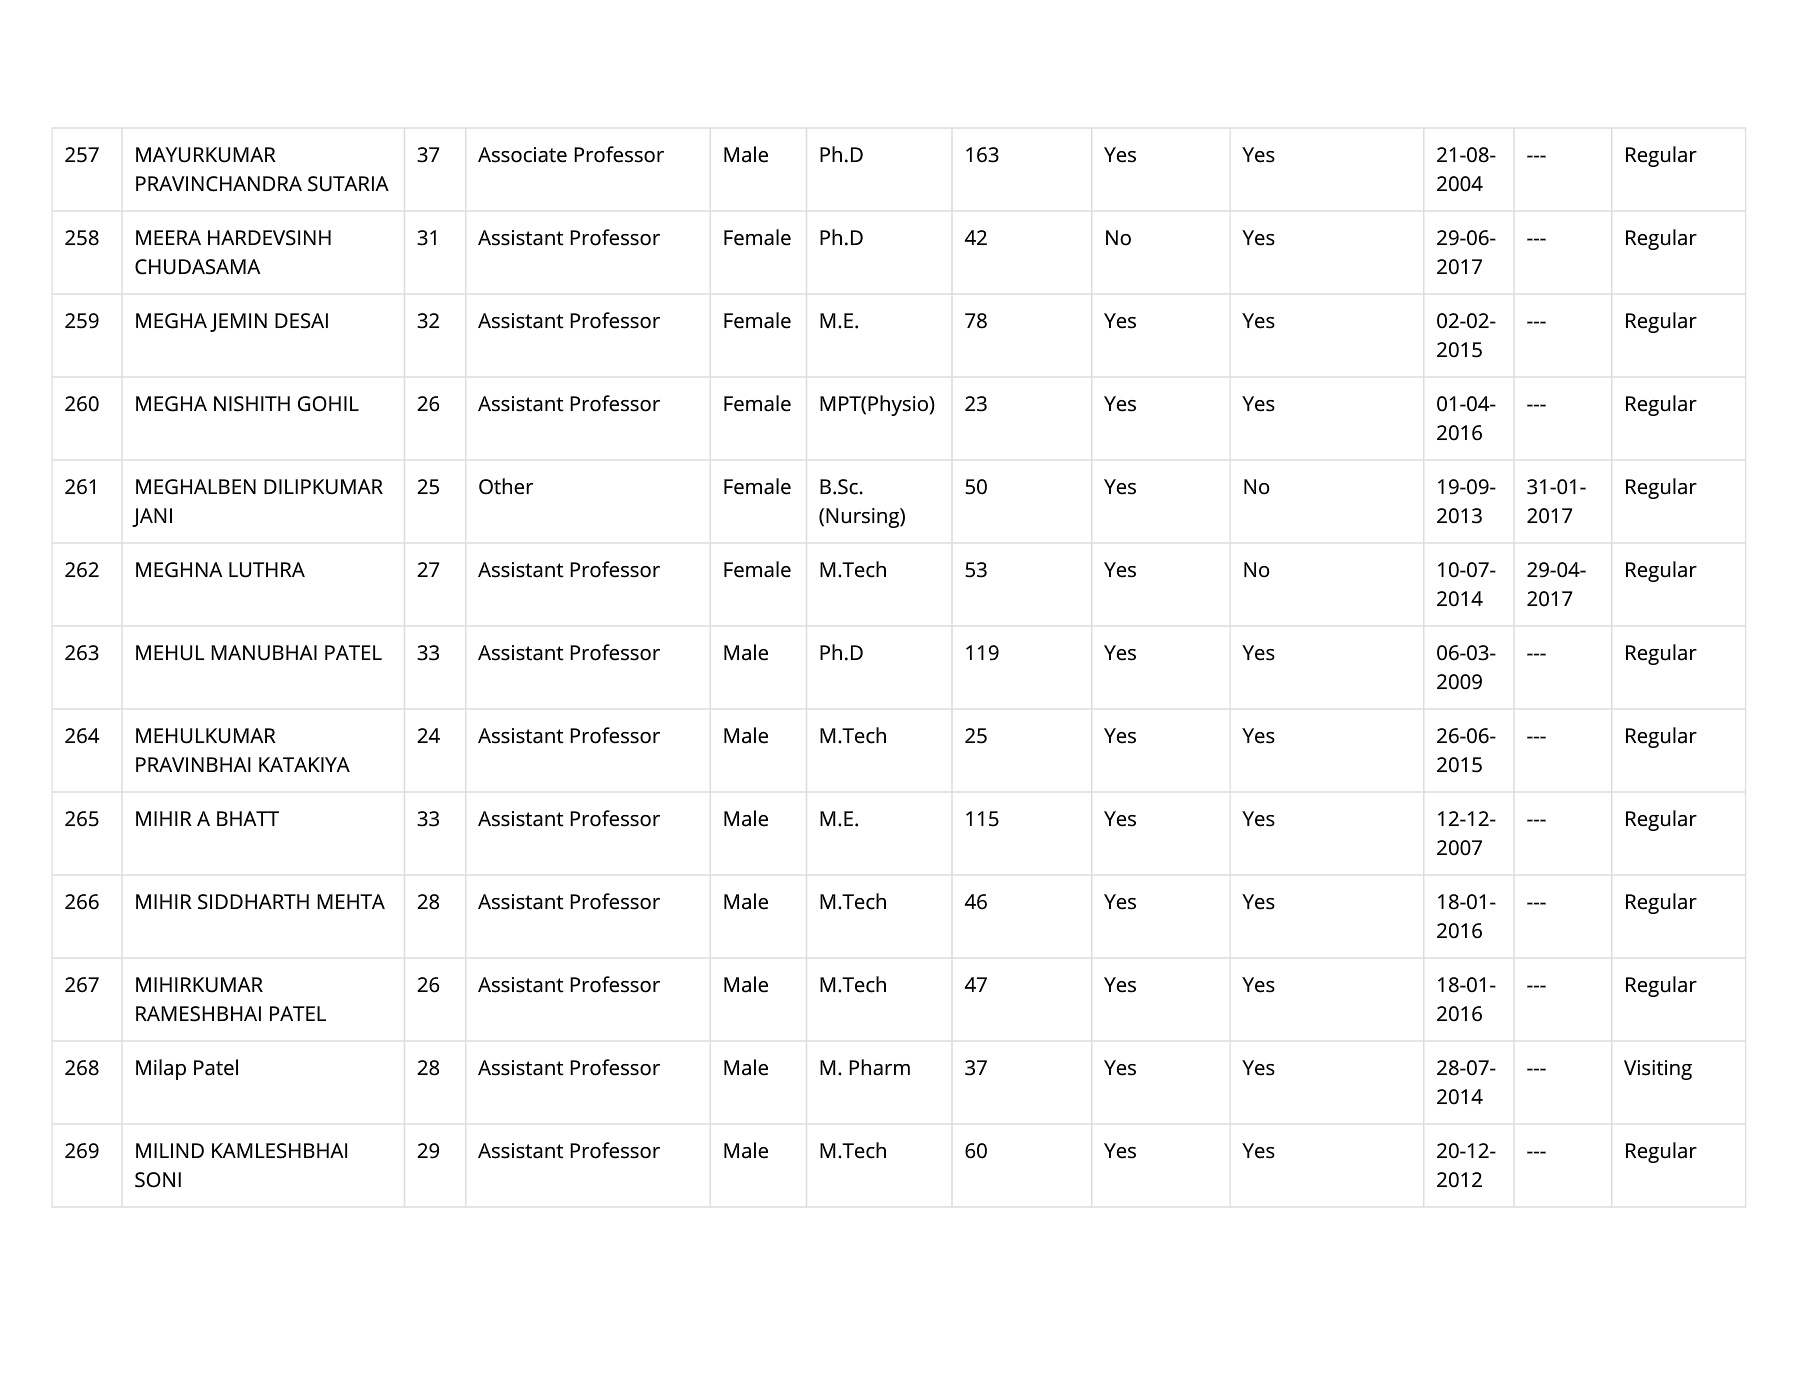 257 MAYURKUMAR 37 Associate Professor Male Ph.D 163 Yes Yes 21-08- --- Regular
PRAVINCHANDRA SUTARIA 2004
258 MEERA HARDEVSINH 31 Assistant Professor Female Ph.D 42 No Yes 29-06- --- Regular
CHUDASAMA 2017
259 MEGHA JEMIN DESAI 32 Assistant Professor Female M.E. 78 Yes Yes 02-02- --- Regular
2015
260 MEGHA NISHITH GOHIL 26 Assistant Professor Female MPT(Physio) 23 Yes Yes 01-04- --- Regular
2016
261 MEGHALBEN DILIPKUMAR 25 Other Female B.Sc. 50 Yes No 19-09- 31-01- Regular
JANI (Nursing) 2013 2017
262 MEGHNA LUTHRA 27 Assistant Professor Female M.Tech 53 Yes No 10-07- 29-04- Regular
2014 2017
263 MEHUL MANUBHAI PATEL 33 Assistant Professor Male Ph.D 119 Yes Yes 06-03- --- Regular
2009
264 MEHULKUMAR 24 Assistant Professor Male M.Tech 25 Yes Yes 26-06- --- Regular
PRAVINBHAI KATAKIYA 2015
265 MIHIR A BHATT 33 Assistant Professor Male M.E. 115 Yes Yes 12-12- --- Regular
2007
266 MIHIR SIDDHARTH MEHTA 28 Assistant Professor Male M.Tech 46 Yes Yes 18-01- --- Regular
2016
267 MIHIRKUMAR 26 Assistant Professor Male M.Tech 47 Yes Yes 18-01- --- Regular
RAMESHBHAI PATEL 2016
268 Milap Patel 28 Assistant Professor Male M. Pharm 37 Yes Yes 28-07- --- Visiting
2014
269 MILIND KAMLESHBHAI 29 Assistant Professor Male M.Tech 60 Yes Yes 20-12- --- Regular
SONI 2012